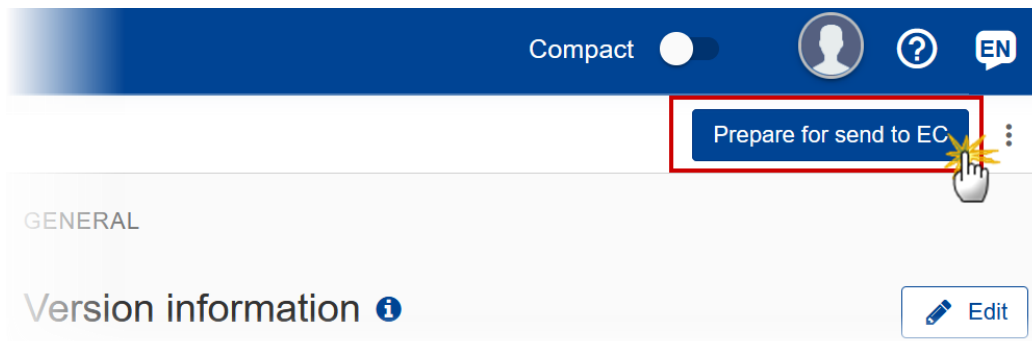 Compact EN
Prepare for send to EC
GENERAL
Version information
Edit